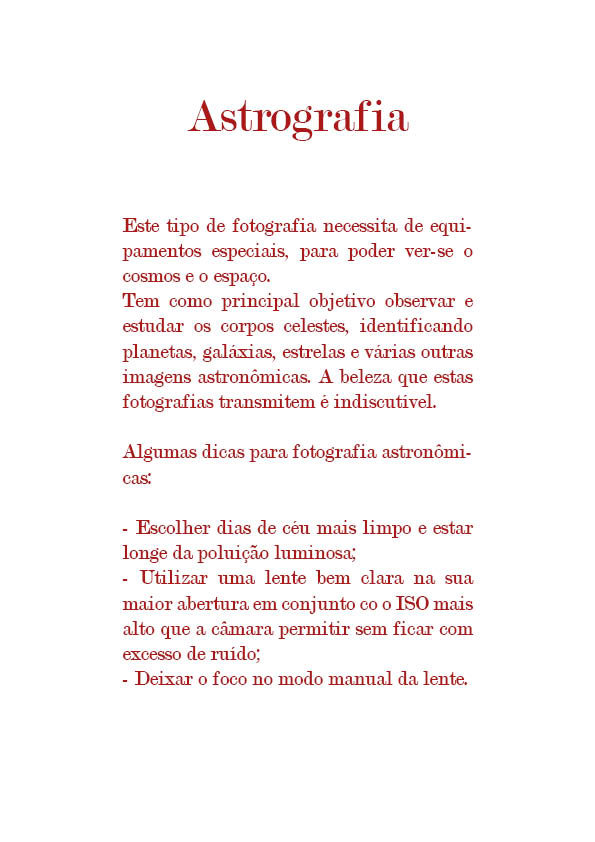 Astrografia
Este tipo de fotografia necessita de equi-
pamentos especiais, para poder ver-se o
cosmos e o espaço.
Tem como principal objetivo observar e
estudar os corpos celestes, identificando
planetas, galáxias, estrelas e várias outras
imagens astronômicas. A beleza que estas
fotografias transmitem é indiscutível.
Algumas dicas para fotografia astronômi-
cas:
- Escolher dias de céu mais limpo e estar
longe da poluição luminosa;
- Utilizar uma lente bem clara na sua
maior abertura em conjunto co o ISO mais
alto que a câmara permitir sem ficar com
excesso de ruído;
- Deixar o foco no modo manual da lente.